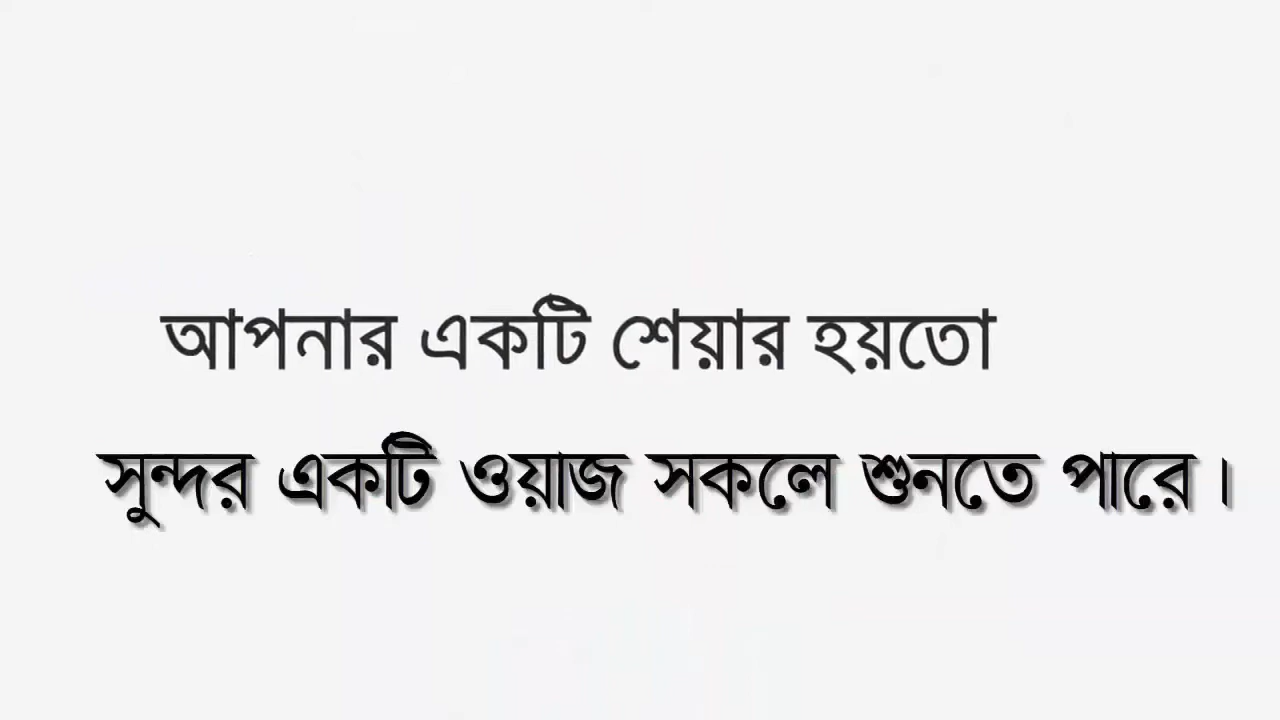 আপনার একটি শেয়ার হয়তো
সুন্দর একটি ওয়াজ সকলে শুনতে পারে।